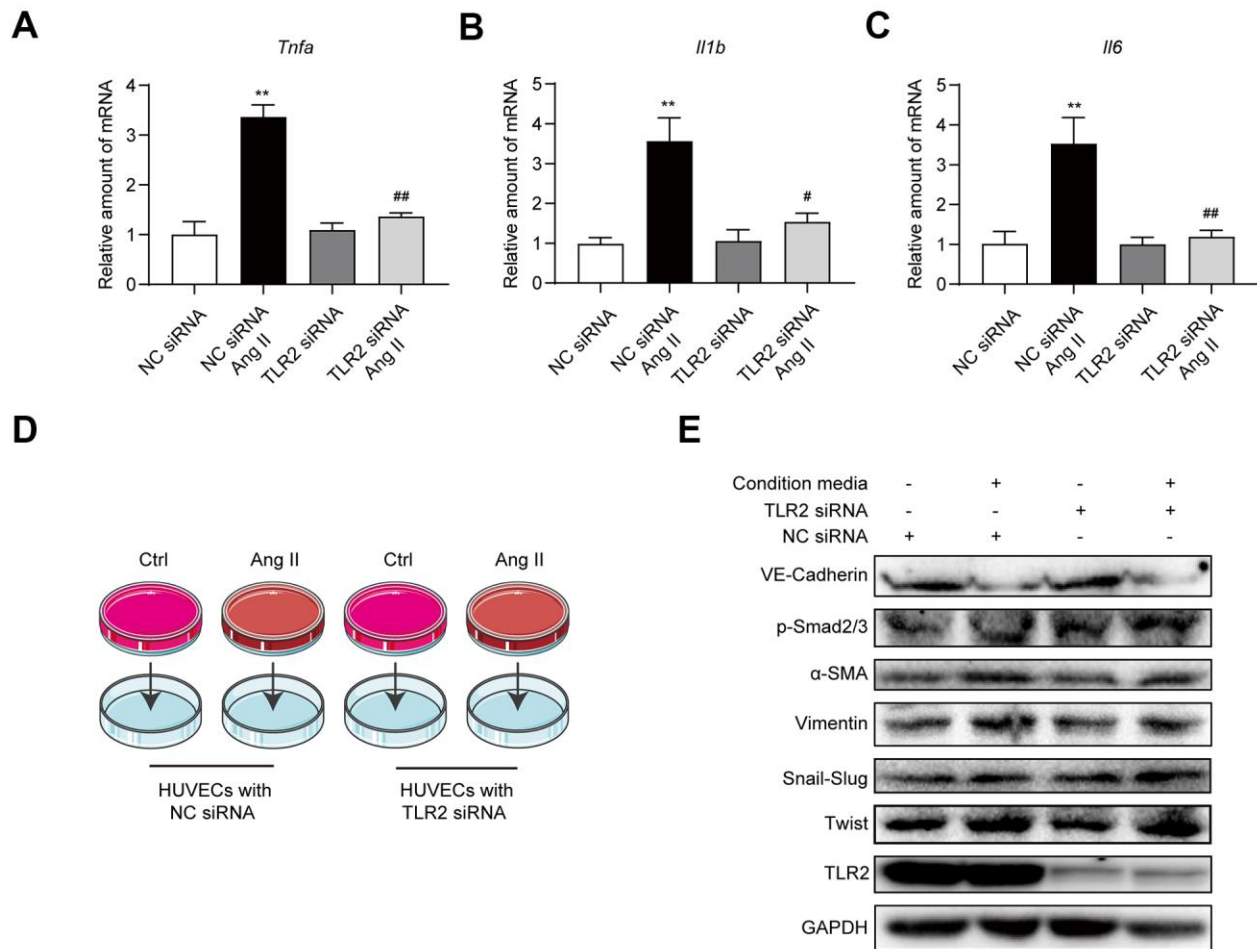 A
Tnfa
Relative amount of mRNA
4
3
2
1
0
**
##
NC siRNA
NC siRNA
Ang II
TLR2 siRNA
TLR2 siRNA
Ang II
B
Il1b
Relative amount of mRNA
5
4
3
2
1
0
**
#
NC siRNA
NC siRNA
Ang II
TLR2 siRNA
TLR2 siRNA
Ang II
C
Il6
Relative amount of mRNA
5
4
3
2
1
0
**
##
NC siRNA
NC siRNA
Ang II
TLR2 siRNA
TLR2 siRNA
Ang II
D
Ctrl Ang II Ctrl Ang II
HUVECs with
NC siRNA
HUVECs with
TLR2 siRNA
E
Condition media - + - +
TLR2 siRNA - - + +
NC siRNA + + - -
VE-Cadherin
p-Smad2/3
α-SMA
Vimentin
Snail-Slug
Twist
TLR2
GAPDH